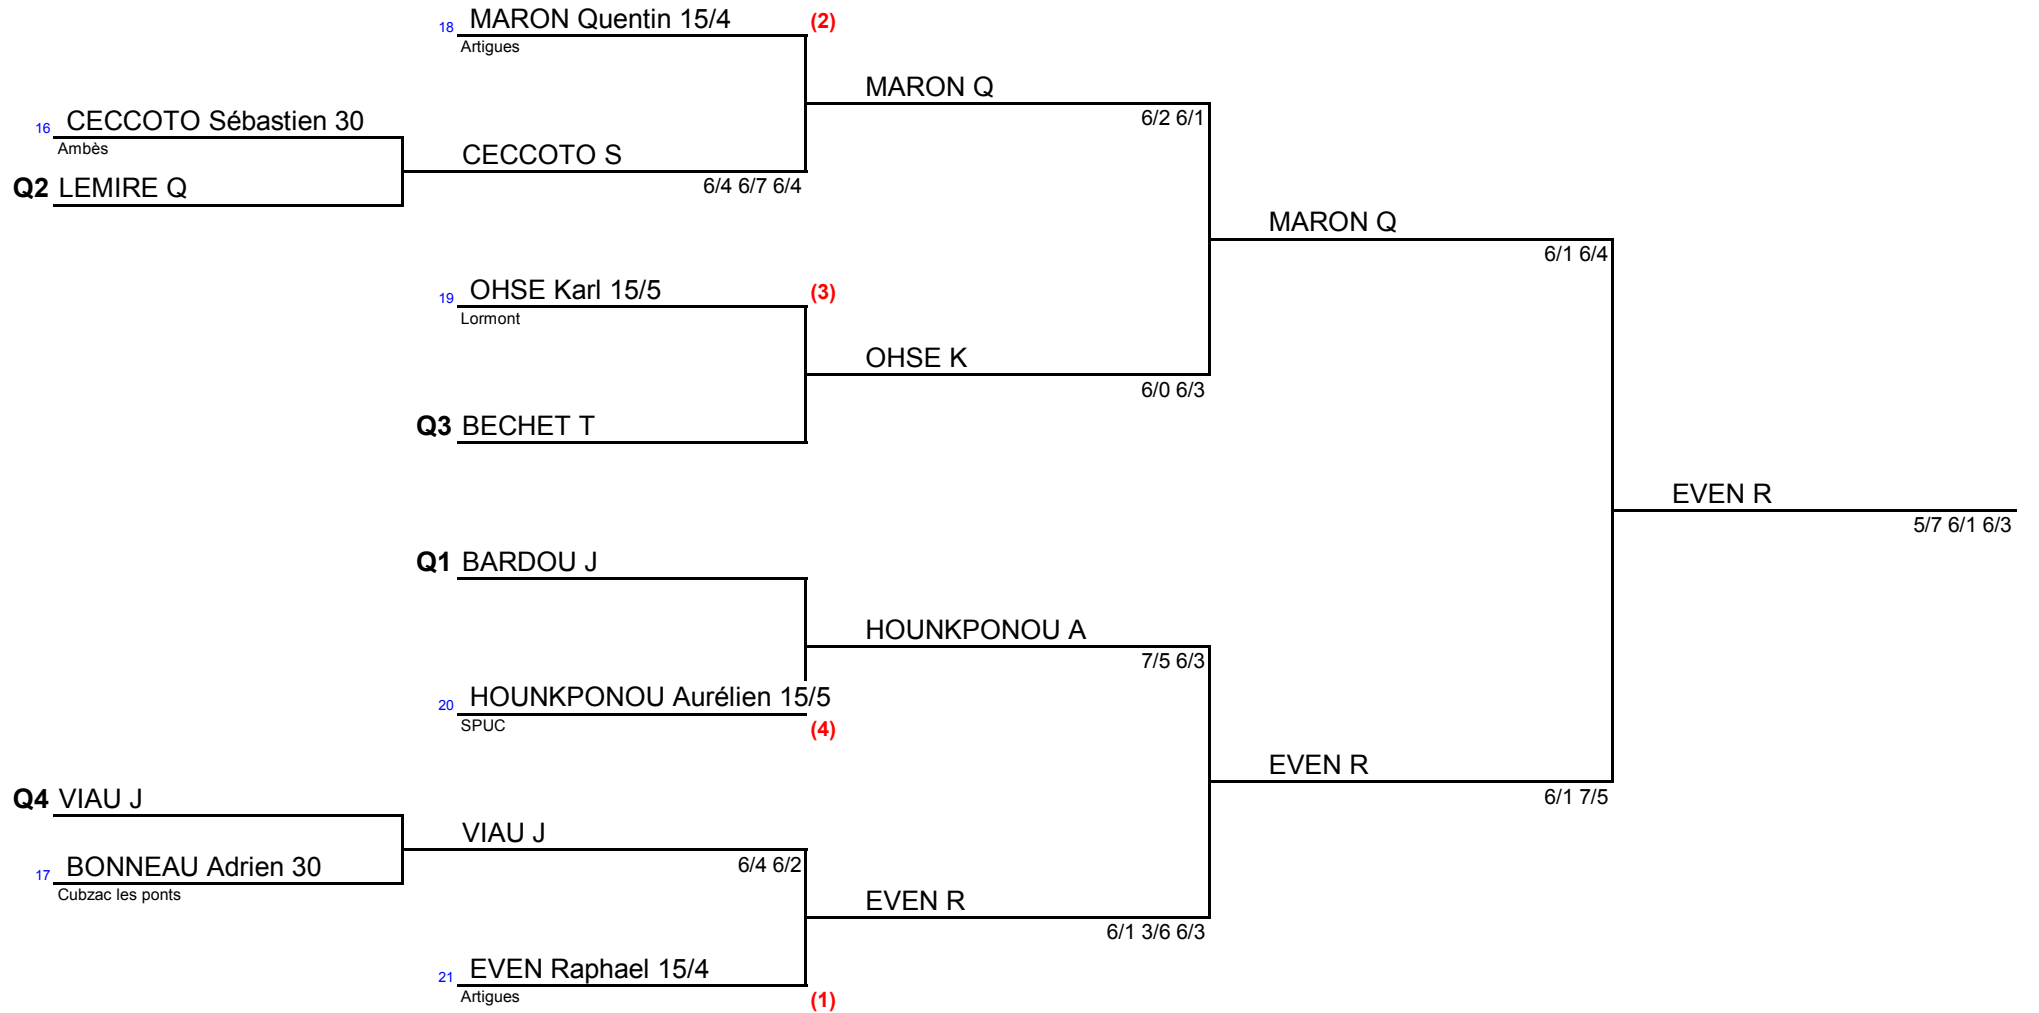 18 MARON Quentin 15/4 (2)
Artigues
MARON Q
6/2 6/1
16 CECCOTO Sébastien 30
Ambès
CECCOTO S
6/4 6/7 6/4
Q2 LEMIRE Q
MARON Q
6/1 6/4
19 OHSE Karl 15/5 (3)
Lormont
OHSE K
6/0 6/3
Q3 BECHET T
EVEN R
5/7 6/1 6/3
Q1 BARDOU J
HOUNKPONOU A
7/5 6/3
20 HOUNKPONOU Aurélien 15/5
SPUC (4)
EVEN R
6/1 7/5
Q4 VIAU J
VIAU J
6/4 6/2
17 BONNEAU Adrien 30
Cubzac les ponts
EVEN R
6/1 3/6 6/3
21 EVEN Raphael 15/4
Artigues (1)